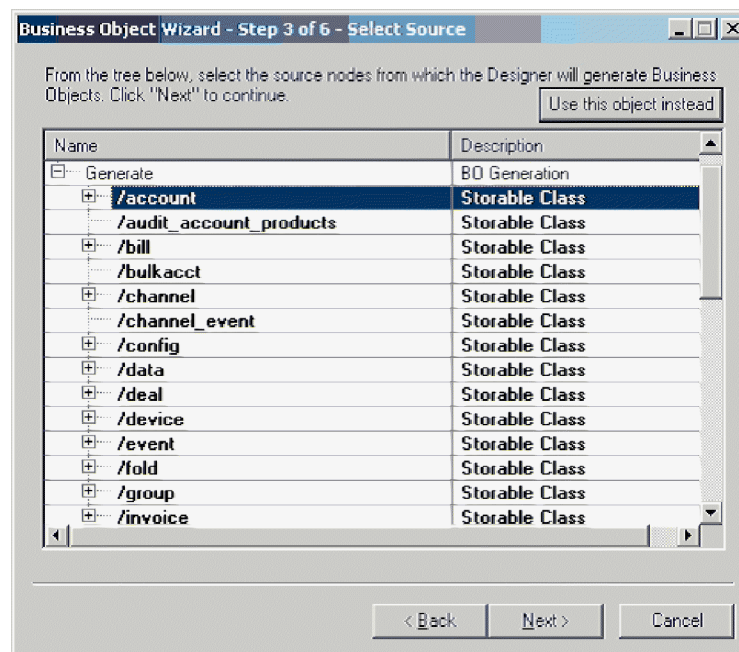 Business Object Wizard - Step 3 of 6 - Select Source
From the tree below, select the source nodes from which the Designer will generate Business
Objects. Click "Next" to continue.
Use this object instead
Name Description
Generate BO Generation
/account Storable Class
/audit_account_products Storable Class
/bill Storable Class
/bulkacct Storable Class
/channel Storable Class
/channel_event Storable Class
/config Storable Class
/data Storable Class
/deal Storable Class
/device Storable Class
/event Storable Class
/fold Storable Class
/group Storable Class
/invoice Storable Class
< Back Next > Cancel